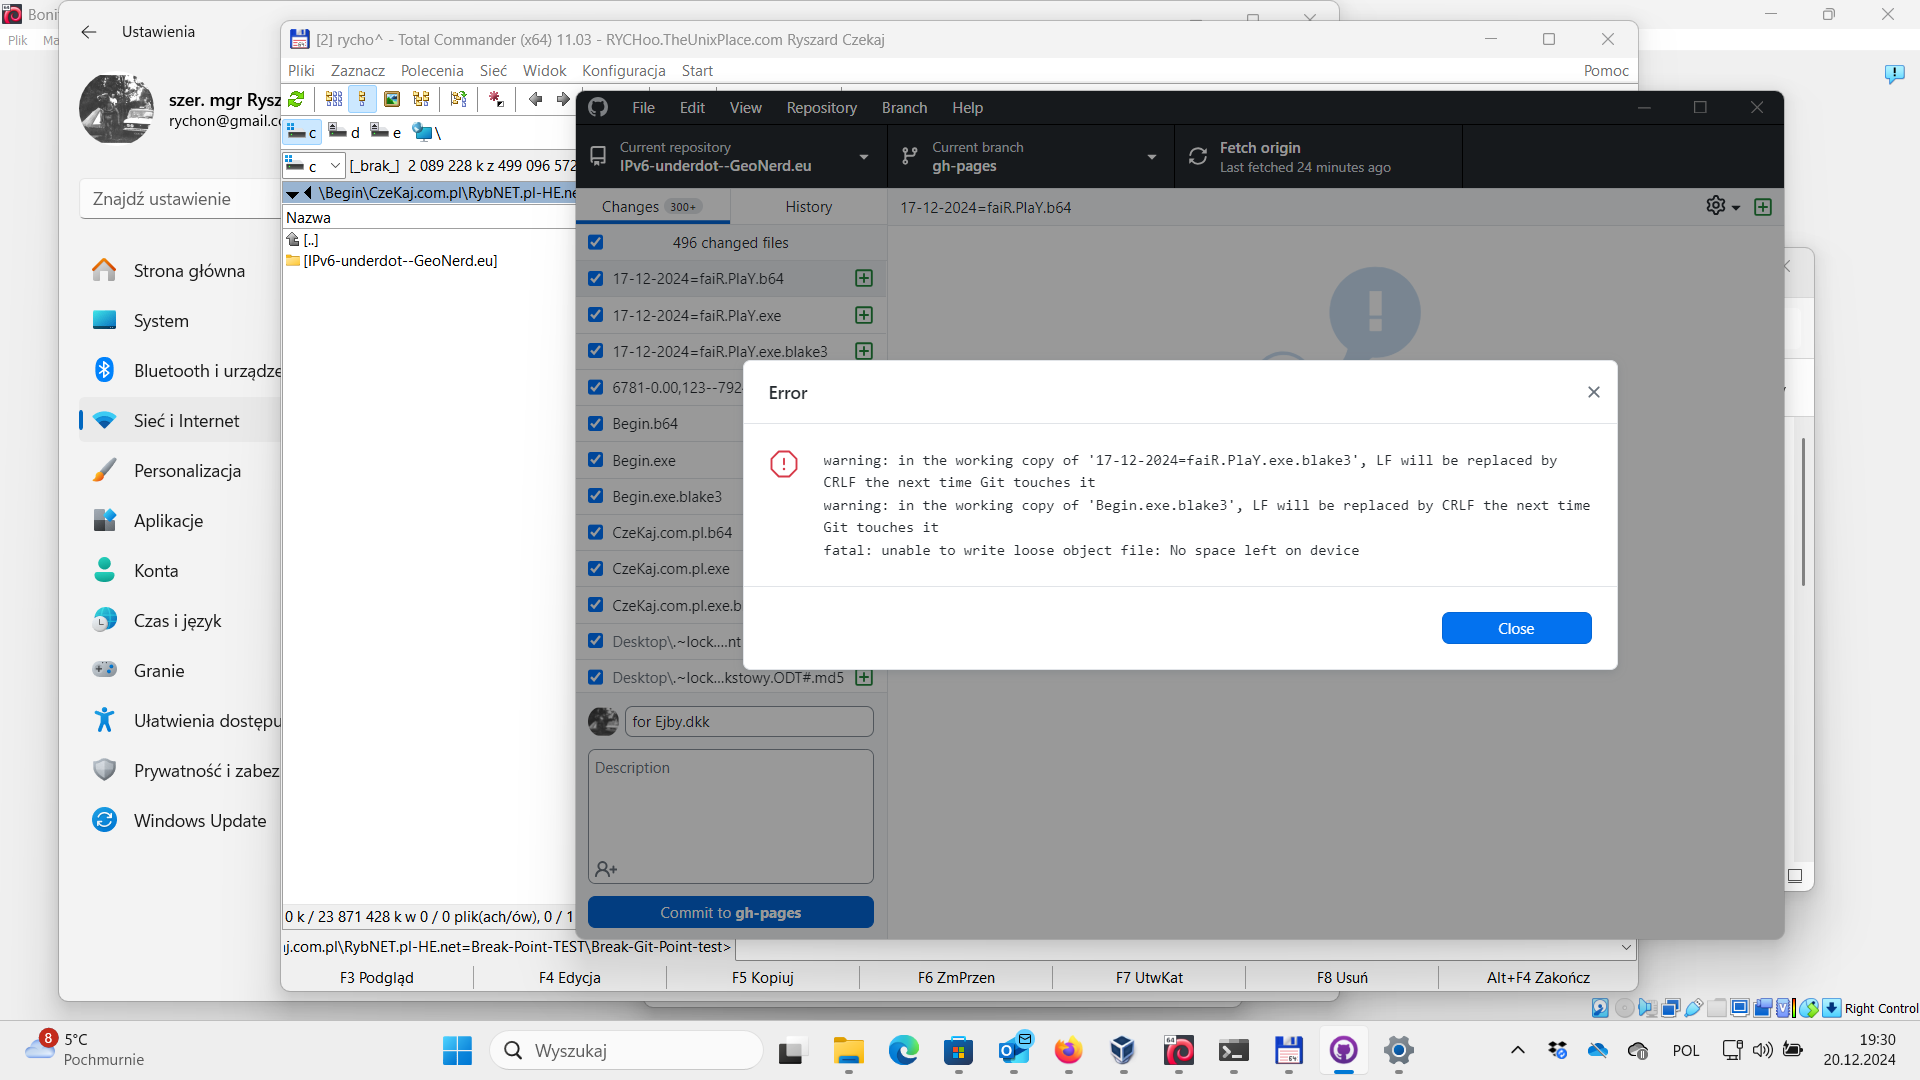 Boni
Plik Ma
Ustawienia
szer. mgr Rysz
rychon@gmail.c
Znajdź ustawienie
Strona główna
System
Bluetooth i urządze
Sieć i Internet
Personalizacja
Aplikacje
Konta
Czas i język
Granie
Ułatwienia dostępu
Prywatność i zabez
Windows Update
[2] rycho^ - Total Commander (x64) 11.03 - RYCHoo.TheUnixPlace.com Ryszard Czekaj
Pliki Zaznacz Polecenia Sieć Widok Konfiguracja Start Pomoc
c d e \
c [_brak_] 2 089 228 k z 499 096 572
\Begin\CzeKaj.com.pl\RybNET.pl-HE.ne
Nazwa
[..]
[IPv6-underdot--GeoNerd.eu]
0 k / 23 871 428 k w 0 / 0 plik(ach/ów), 0 / 1
j.com.pl\RybNET.pl-HE.net=Break-Point-TEST\Break-Git-Point-test>
F3 Podgląd F4 Edycja F5 Kopiuj F6 ZmPrzen F7 UtwKat F8 Usuń Alt+F4 Zakończ
File Edit View Repository Branch Help
Current repository
IPv6-underdot--GeoNerd.eu
Current branch
gh-pages
Fetch origin
Last fetched 24 minutes ago
Changes 300+ History
17-12-2024=faiR.PlaY.b64
496 changed files
17-12-2024=faiR.PlaY.b64
17-12-2024=faiR.PlaY.exe
17-12-2024=faiR.PlaY.exe.blake3
6781-0.00,123--792-
Begin.b64
Begin.exe
Begin.exe.blake3
CzeKaj.com.pl.b64
CzeKaj.com.pl.exe
CzeKaj.com.pl.exe.b
Desktop\.~lock....nt
Desktop\.~lock...kstowy.ODT#.md5
for Ejby.dkk
Description
Commit to gh-pages
Error
warning: in the working copy of '17-12-2024=faiR.PlaY.exe.blake3', LF will be replaced by
CRLF the next time Git touches it
warning: in the working copy of 'Begin.exe.blake3', LF will be replaced by CRLF the next time
Git touches it
fatal: unable to write loose object file: No space left on device
Close
Right Control
8
5°C
Pochmurnie
Wyszukaj
64
64
POL
19:30
20.12.2024